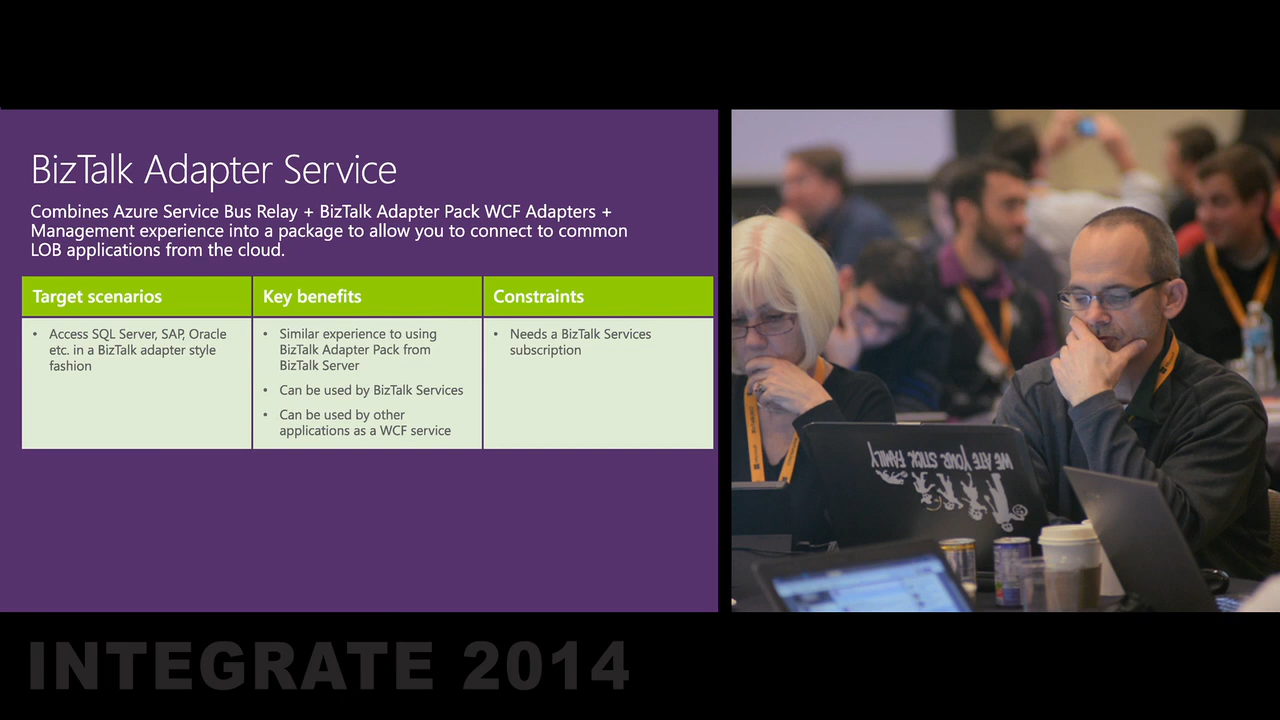 BizTalk Adapter Service
Combines Azure Service Bus Relay + BizTalk Adapter Pack WCF Adapters +
Management experience into a package to allow you to connect to common
LOB applications from the cloud.
Target scenarios
• Access SQL Server, SAP, Oracle
etc. in a BizTalk adapter style
fashion
Key benefits
• Similar experience to using
BizTalk Adapter Pack from
BizTalk Server
• Can be used by BizTalk Services
• Can be used by other
applications as a WCF service
Constraints
• Needs a BizTalk Services
subscription
WE ATE YOUR STICK FAMILY
INTEGRATE 2014